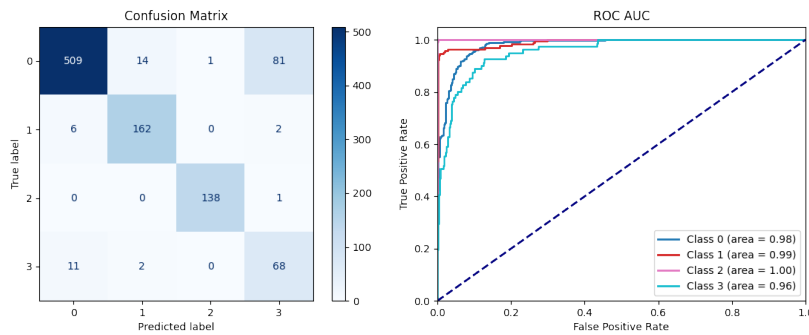 Confusion Matrix
True label
0
1
2
3
509 14 1 81
6 162 0 2
0 0 138 1
11 2 0 68
0 1 2 3
Predicted label
500
400
300
200
100
0
ROC AUC
True Positive Rate
1.0
0.8
0.6
0.4
0.2
0.0
Class 0 (area = 0.98)
Class 1 (area = 0.99)
Class 2 (area = 1.00)
Class 3 (area = 0.96)
0.0 0.2 0.4 0.6 0.8
False Positive Rate